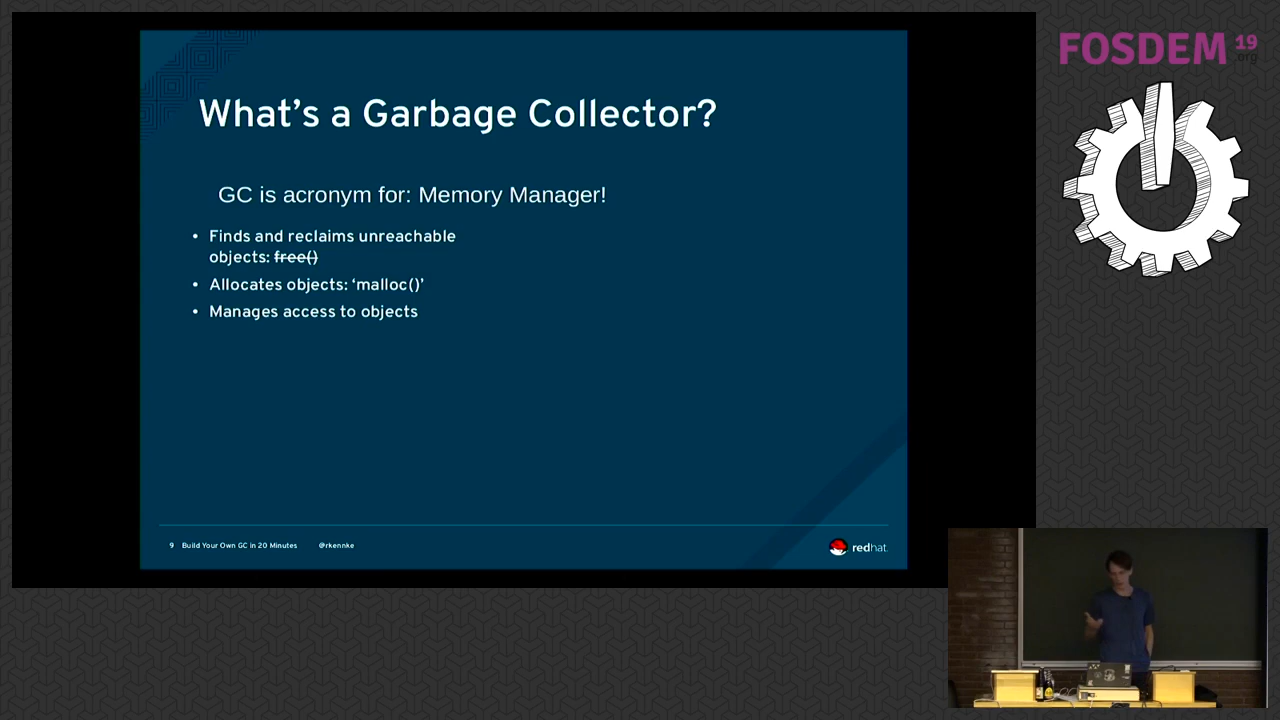 FOSDEM 19
.org
What's a Garbage Collector?
GC is acronym for: Memory Manager!
• Finds and reclaims unreachable
objects: free()
• Allocates objects: ‘malloc()’
• Manages access to objects
9 Build Your Own GC in 20 Minutes @rkennke
redhat.